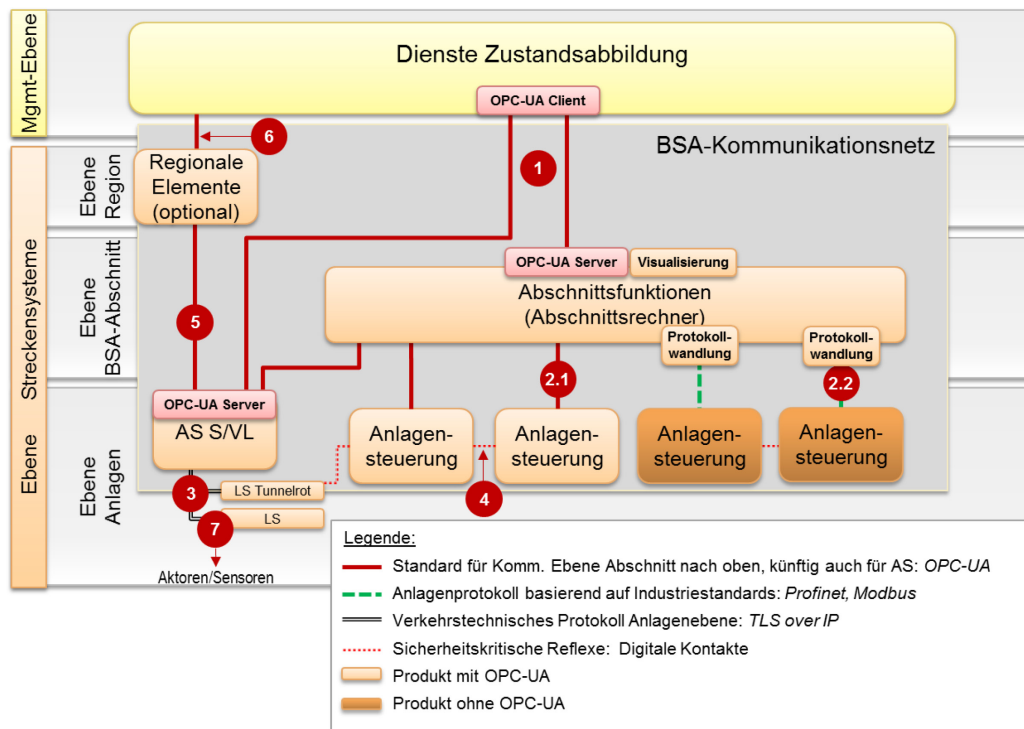 Mgmt-Ebene
Dienste Zustandsabbildung
OPC-UA Client
BSA-Kommunikationsnetz
6
1
Ebene
Streckensysteme
Ebene
Region
Regionale
Elemente
(optional)
Ebene
BSA-Abschnitt
OPC-UA Server
Visualisierung
Abschnittsfunktionen
(Abschnittsrechner)
Protokoll-
wandlung
Protokoll-
wandlung
5
2.1
2.2
Ebene
Anlagen
OPC-UA Server
AS S/VL
Anlagen-
steuerung
Anlagen-
steuerung
Anlagen-
steuerung
Anlagen-
steuerung
3
LS Tunnelrot
4
7
LS
Aktoren/Sensoren
Legende:
Standard für Komm. Ebene Abschnitt nach oben, künftig auch für AS: OPC-UA
Anlagenprotokoll basierend auf Industriestandards: Profinet, Modbus
Verkehrstechnisches Protokoll Anlagenebene: TLS over IP
Sicherheitskritische Reflexe: Digitale Kontakte
Produkt mit OPC-UA
Produkt ohne OPC-UA